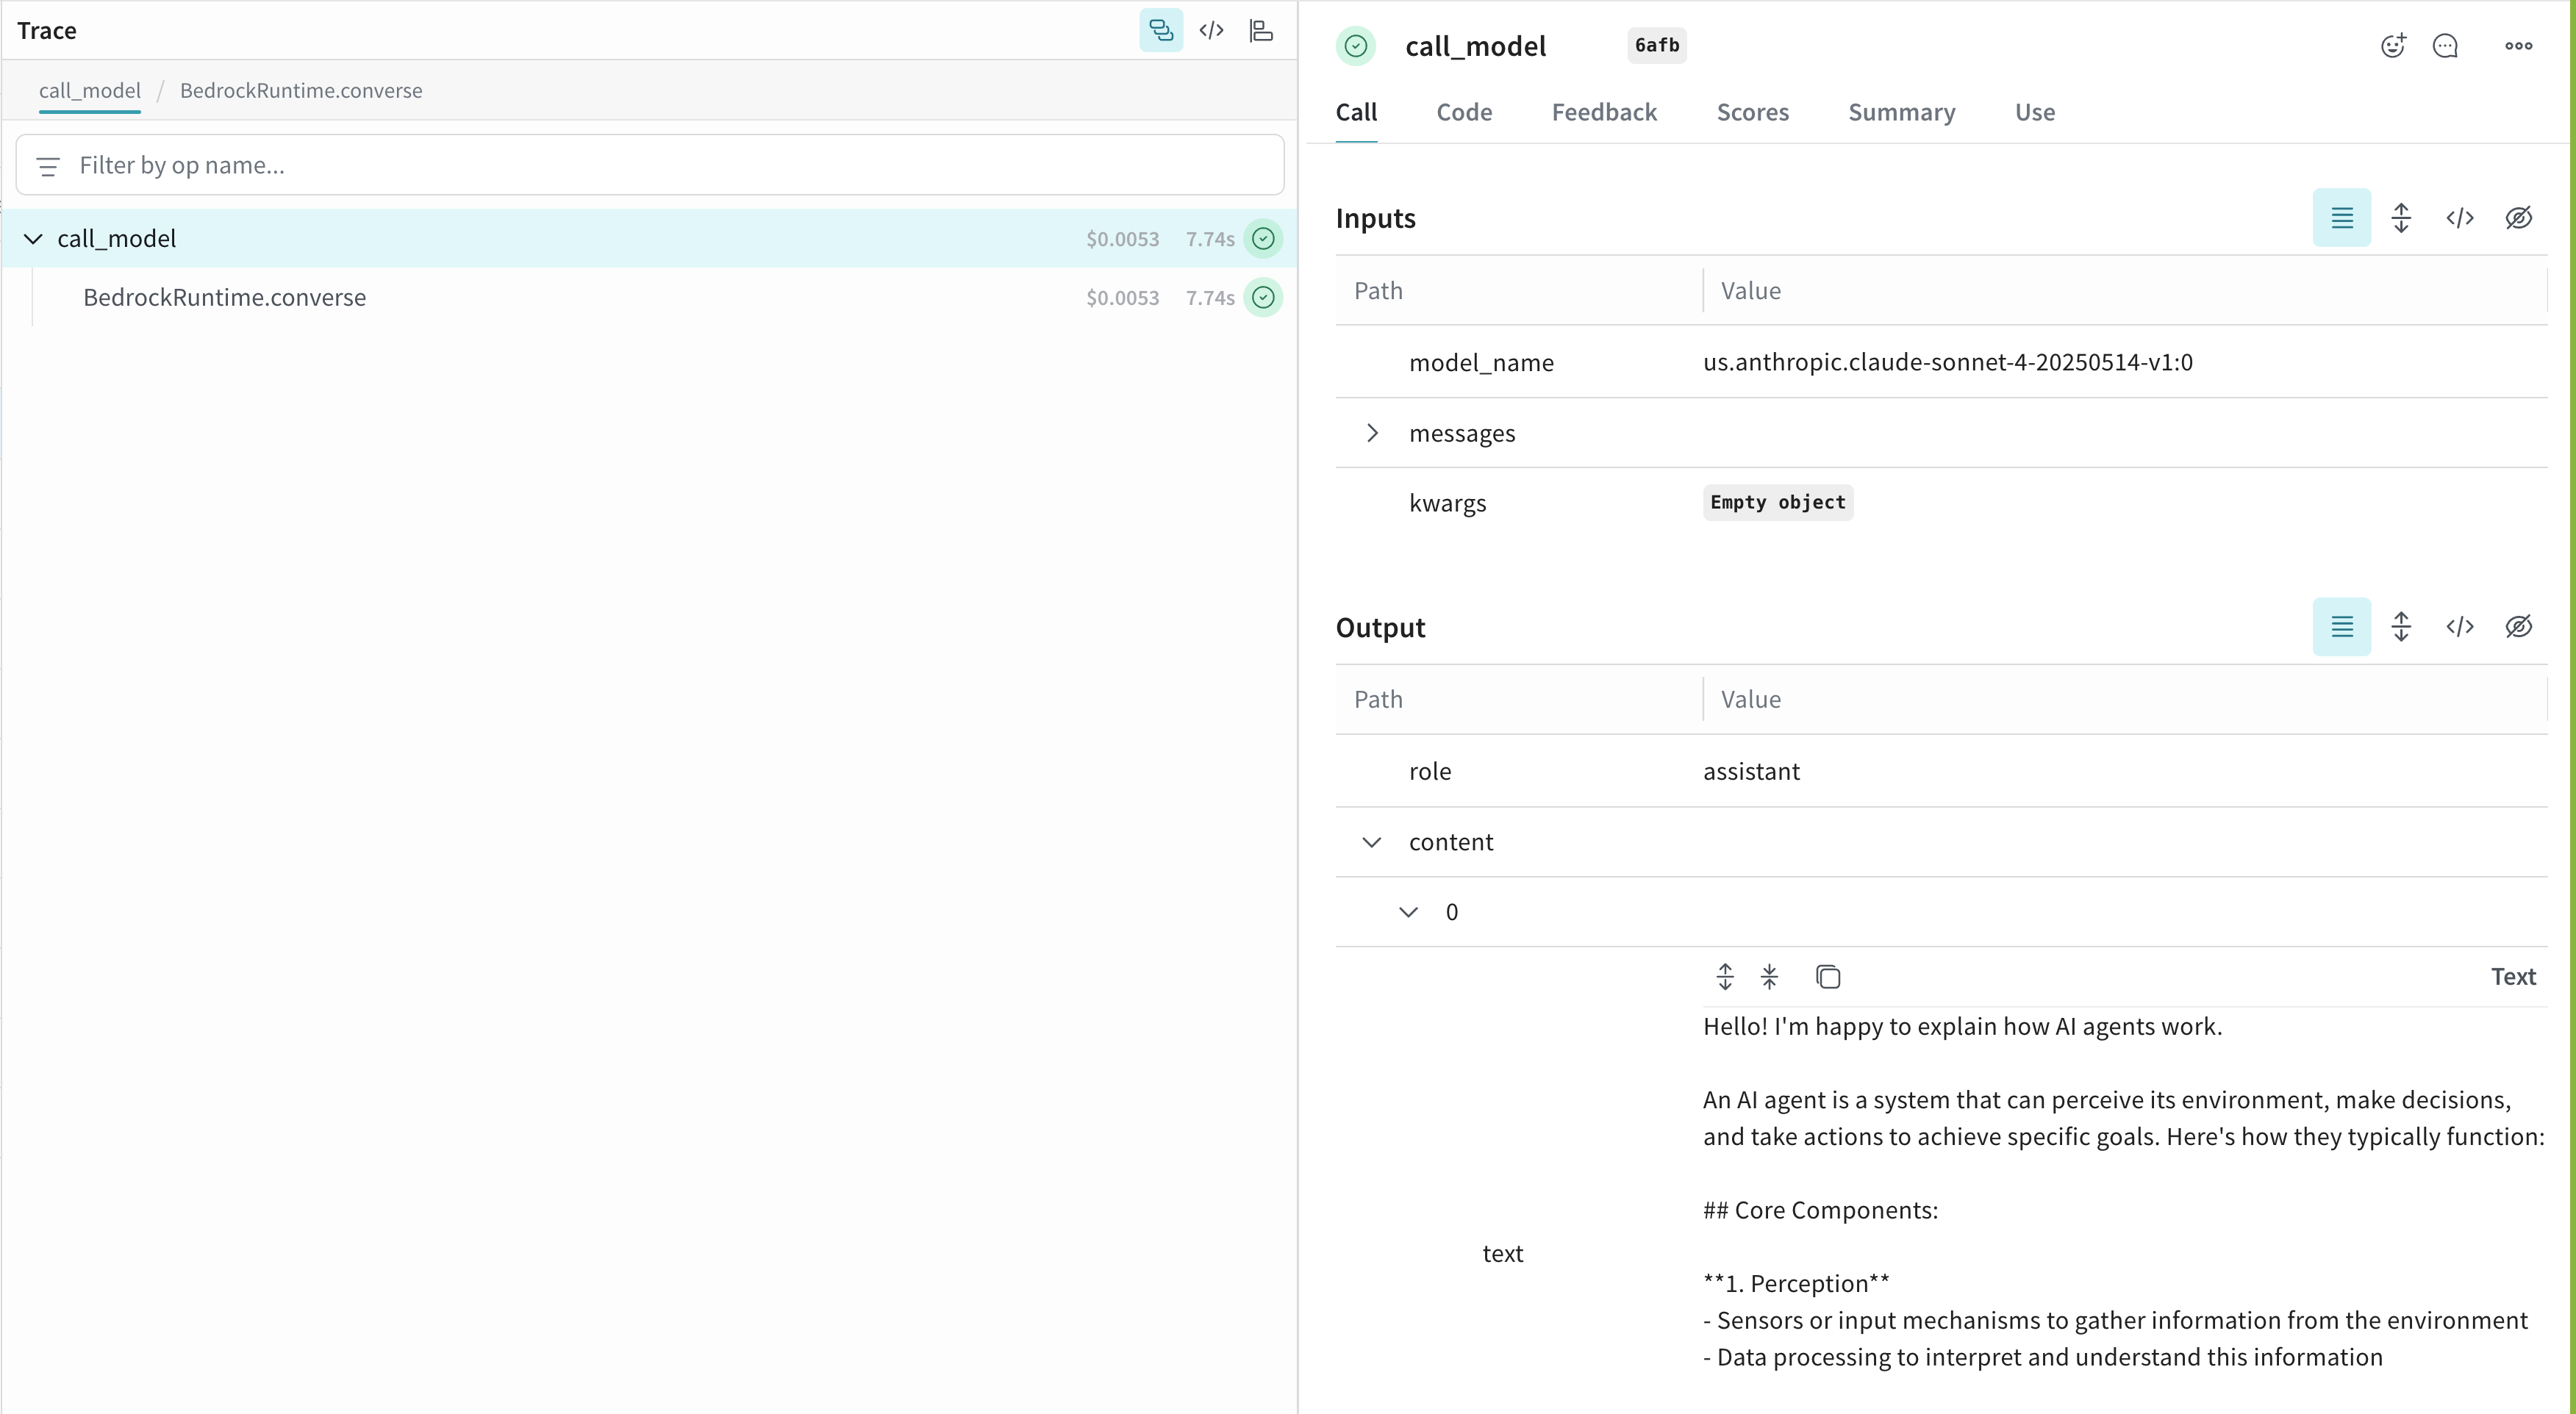 Trace
call_model / BedrockRuntime.converse
Filter by op name...
call_model $0.0053 7.74s
BedrockRuntime.converse $0.0053 7.74s
call_model 6afb
Call Code Feedback Scores Summary Use
Inputs
Path Value
model_name us.anthropic.claude-sonnet-4-20250514-v1:0
messages
kwargs Empty object
Output
Path Value
role assistant
content
0
Text
text
Hello! I'm happy to explain how AI agents work.
An AI agent is a system that can perceive its environment, make decisions,
and take actions to achieve specific goals. Here's how they typically function:
## Core Components:
**1. Perception**
- Sensors or input mechanisms to gather information from the environment
- Data processing to interpret and understand this information